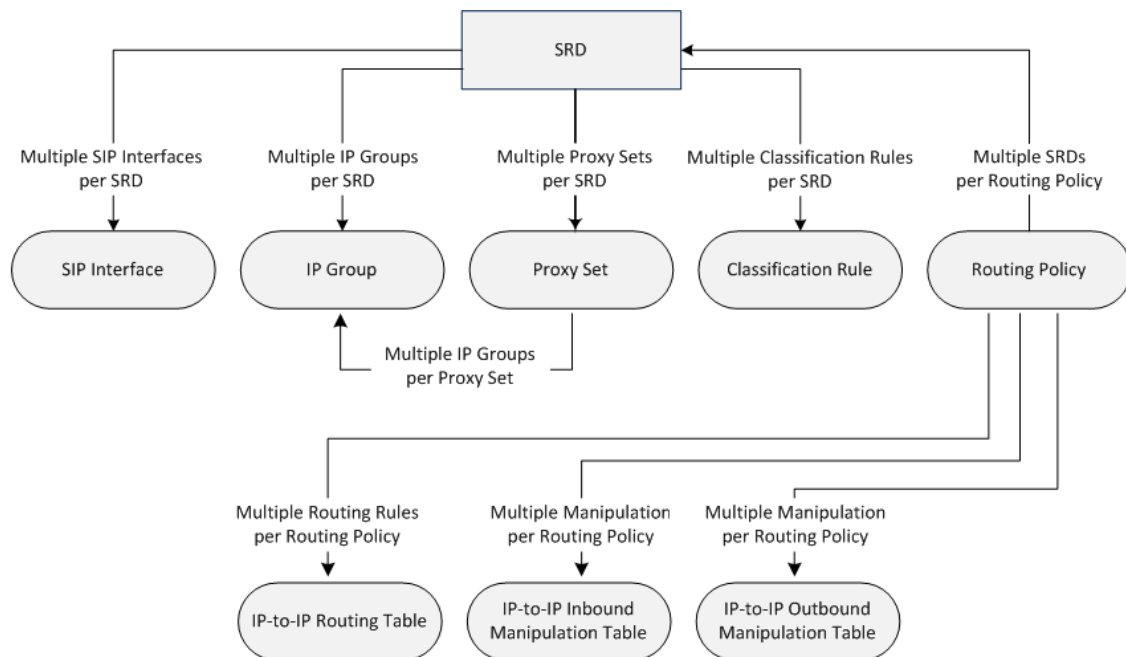 SRD
Multiple SIP Interfaces
per SRD
Multiple IP Groups
per SRD
Multiple Proxy Sets
per SRD
Multiple Classification Rules
per SRD
Multiple SRDs
per Routing Policy
SIP Interface
IP Group
Proxy Set
Classification Rule
Routing Policy
Multiple IP Groups
per Proxy Set
Multiple Routing Rules
per Routing Policy
Multiple Manipulation
per Routing Policy
Multiple Manipulation
per Routing Policy
IP-to-IP Routing Table
IP-to-IP Inbound
Manipulation Table
IP-to-IP Outbound
Manipulation Table